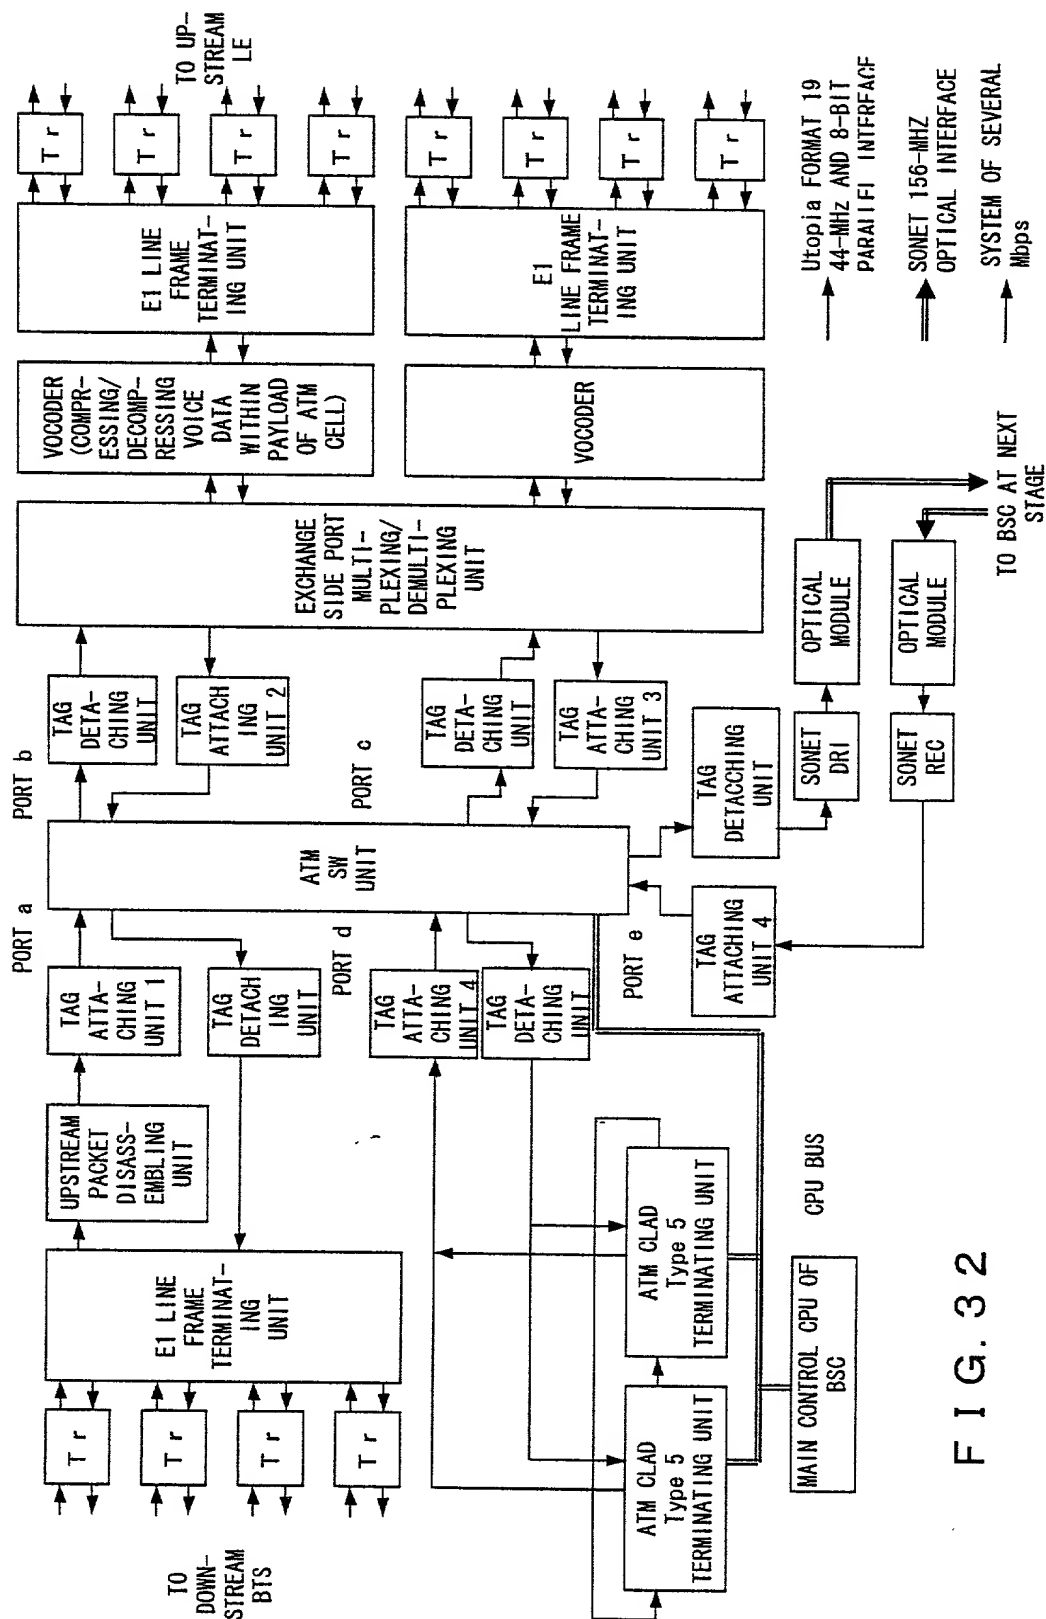 TO
DOWN-
STREAM
BTS
Tr
Tr
Tr
Tr
E1 LINE
FRAME
TERMINAT-
ING
UNIT
UPSTREAM
PACKET
DISASS-
EMBLING
UNIT
TAG
ATTA-
CHING
UNIT 1
TAG
DETACH
ING
UNIT
PORT a
PORT b
ATM
SW
UNIT
TAG
DETA-
CHING
UNIT
TAG
ATTACH
ING
UNIT 2
EXCHANGE
SIDE PORT
MULTI-
PLEXING/
DEMULTI-
PLEXING
UNIT
VOCODER
(COMPR-
ESSING/
DECOMP-
RESSING
VOICE
DATA
WITHIN
PAYLOAD
OF ATM
CELL)
E1 LINE
FRAME
TERMINAT-
ING UNIT
Tr
Tr
Tr
Tr
TO UP-
STREAM
LE
PORT d
TAG
ATTA-
CHING
UNIT 4
TAG
DETA-
CHING
UNIT
PORT c
TAG
DETA-
CHING
UNIT
TAG
ATTA-
CHING
UNIT 3
VOCODER
E1
LINE FRAME
TERMINAT-
ING UNIT
Tr
Tr
Tr
Tr
PORT e
TAG
ATTACHING
UNIT 4
TAG
DETACCHING
UNIT
SONET
DRI
OPTICAL
MODULE
SONET
REC
OPTICAL
MODULE
TO BSC AT NEXT
STAGE
ATM CLAD
Type 5
TERMINATING UNIT
ATM CLAD
Type 5
TERMINATING UNIT
CPU BUS
MAIN CONTROL CPU OF
BSC
Utopia FORMAT 19
44-MHz AND 8-BIT
PARALLEL INTERFACE
SONET 156-MHZ
OPTICAL INTERFACE
SYSTEM OF SEVERAL
Mbps
FIG. 32